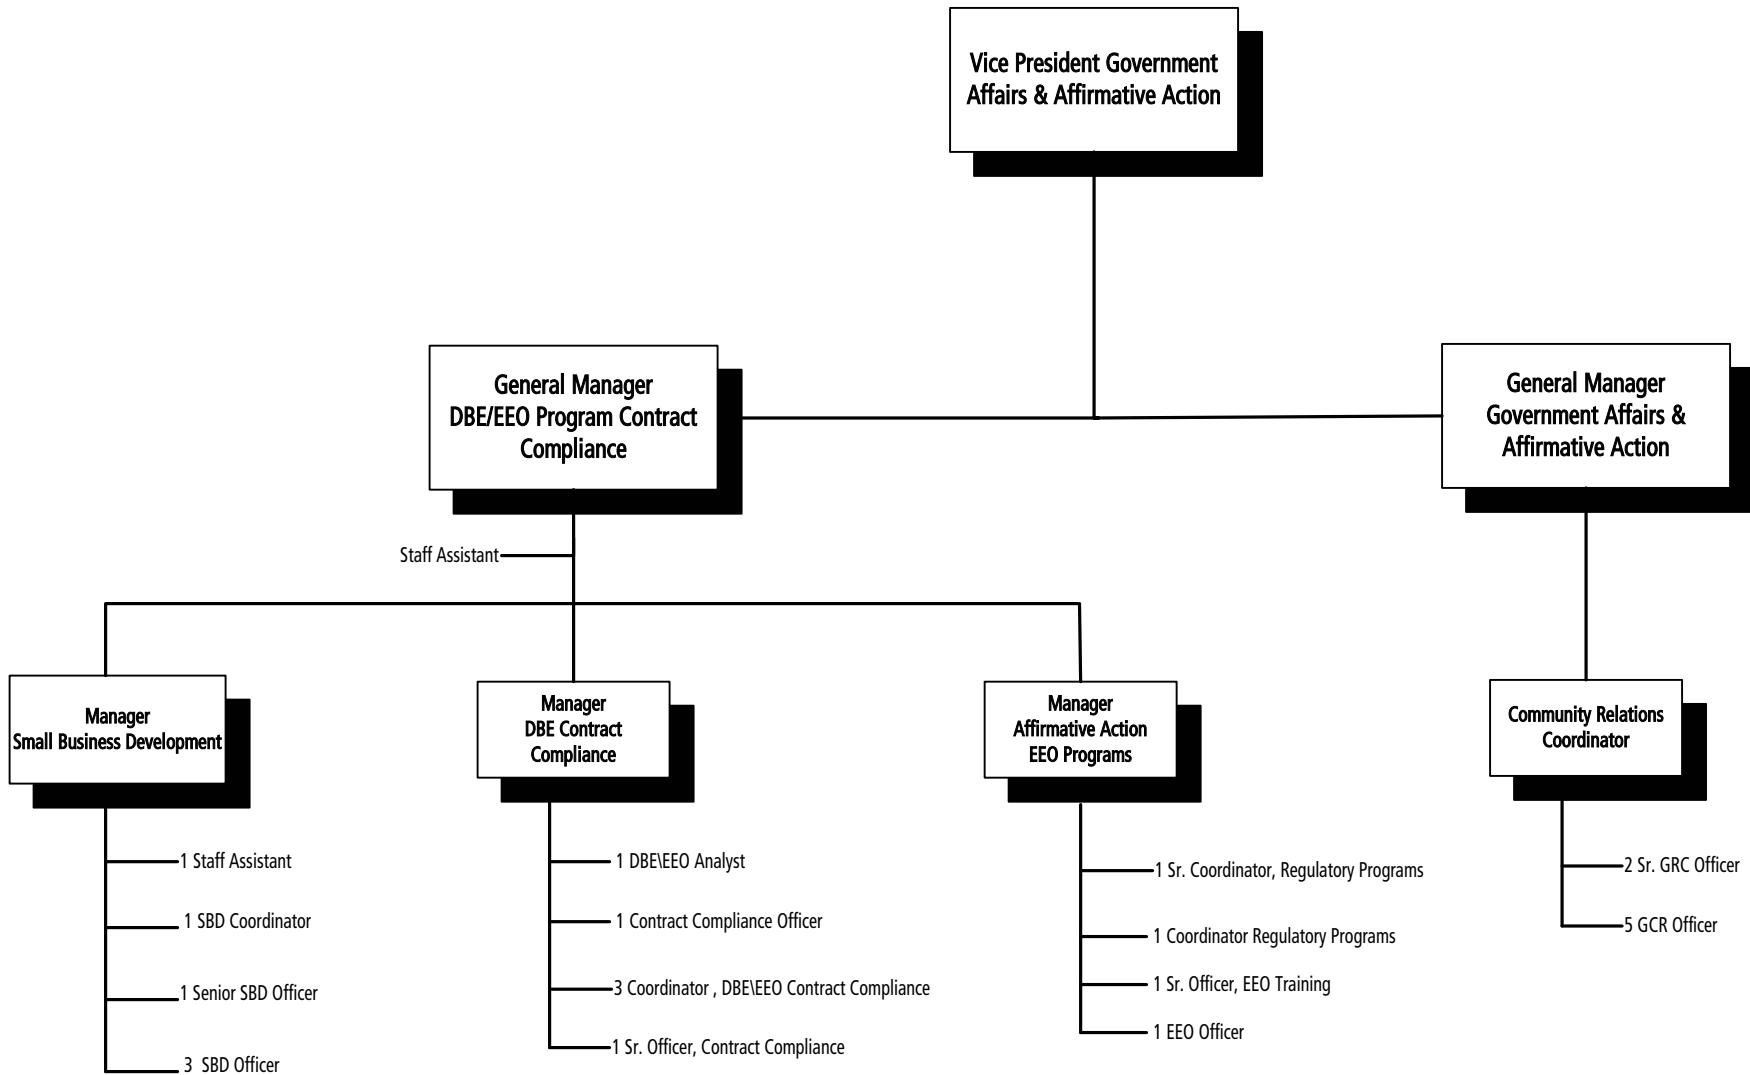 Vice President Government
Affairs & Affirmative Action
General Manager
DBE/EEO Program Contract
Compliance
General Manager
Government Affairs &
Affirmative Action
Staff Assistant
Manager
Small Business Development
Manager
DBE Contract
Compliance
Manager
Affirmative Action
EEO Programs
Community Relations
Coordinator
1 Staff Assistant
1 SBD Coordinator
1 Senior SBD Officer
3 SBD Officer
1 DBE\EEO Analyst
1 Contract Compliance Officer
3 Coordinator , DBE\EEO Contract Compliance
1 Sr. Officer, Contract Compliance
1 Sr. Coordinator, Regulatory Programs
1 Coordinator Regulatory Programs
1 Sr. Officer, EEO Training
1 EEO Officer
2 Sr. GRC Officer
5 GCR Officer